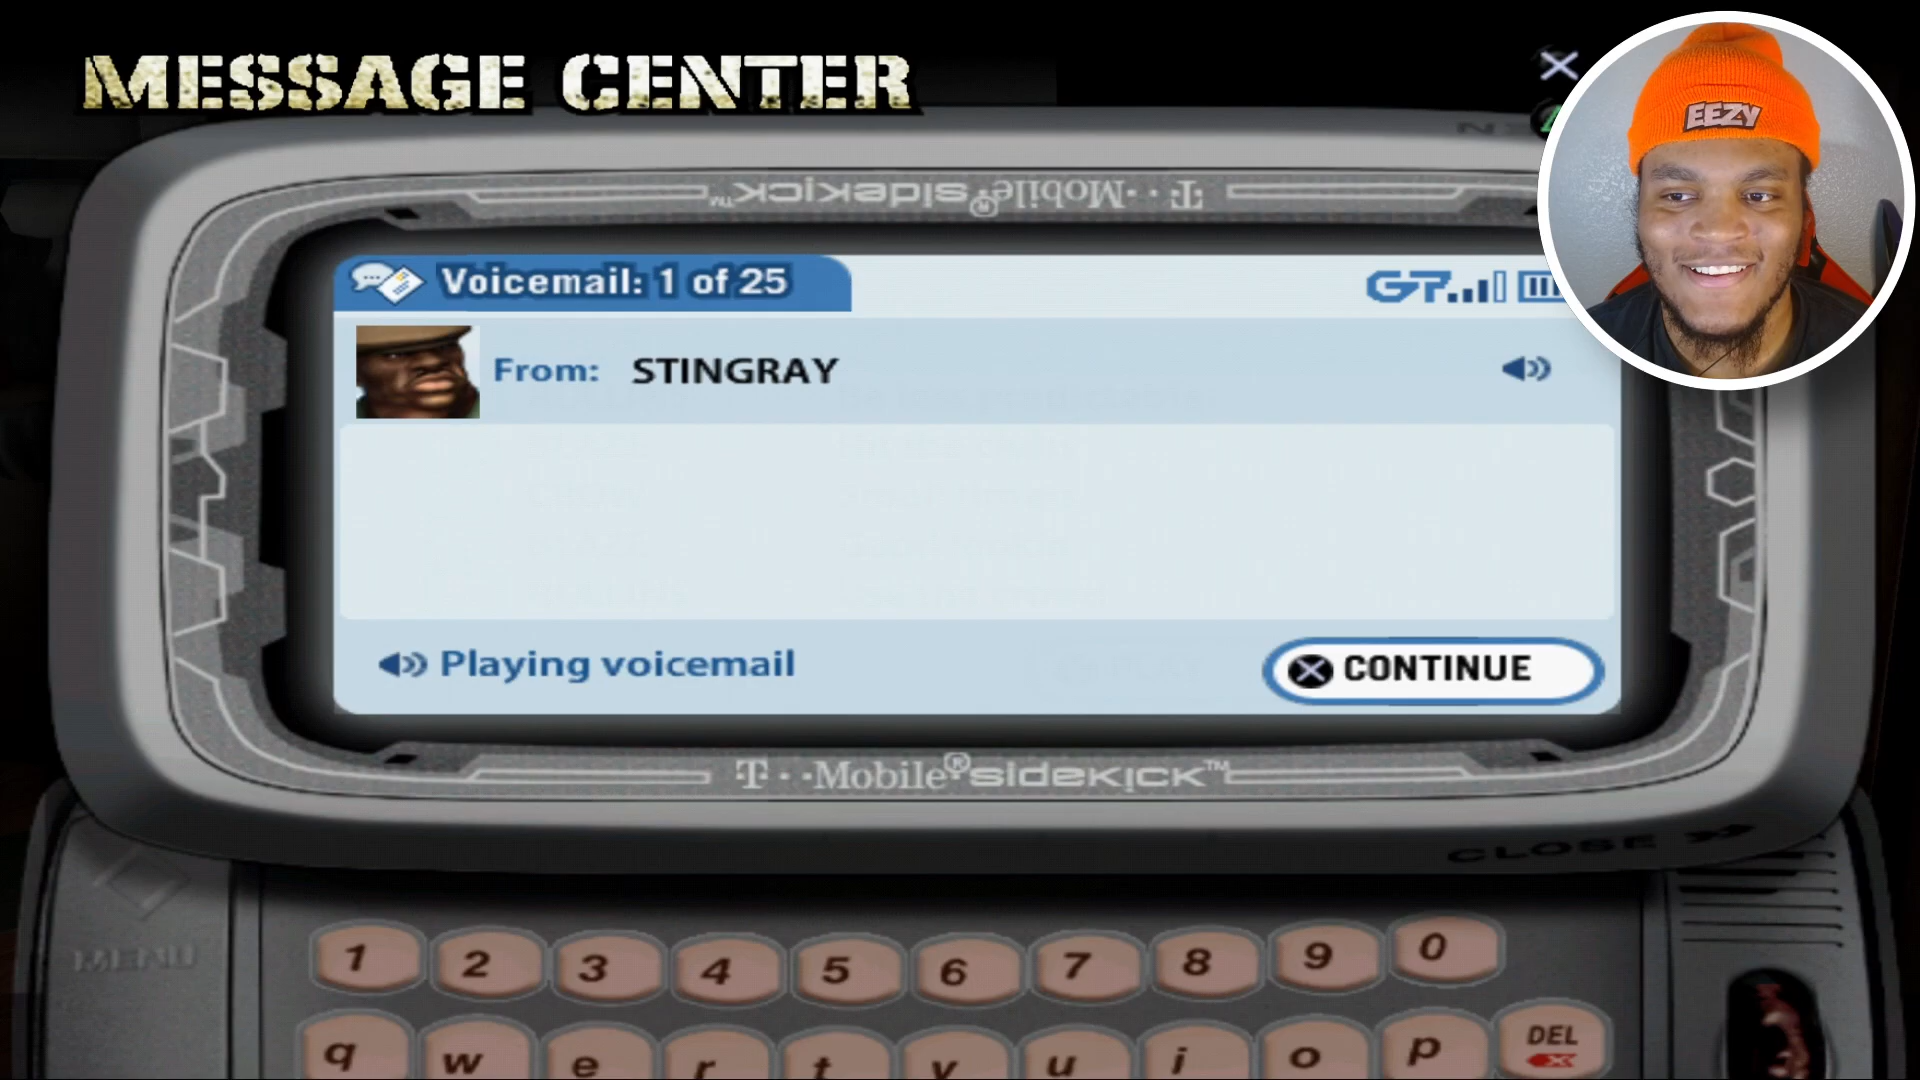 MESSAGE CENTER
EEZY
T··Mobile®sidekick™
Voicemail: 1 of 25
From: STINGRAY
Playing voicemail
CONTINUE
T··Mobile®sidekick™
CLOSE
MENU
1 2 3 4 5 6 7 8 9 0
q w e r t y u i o p DEL